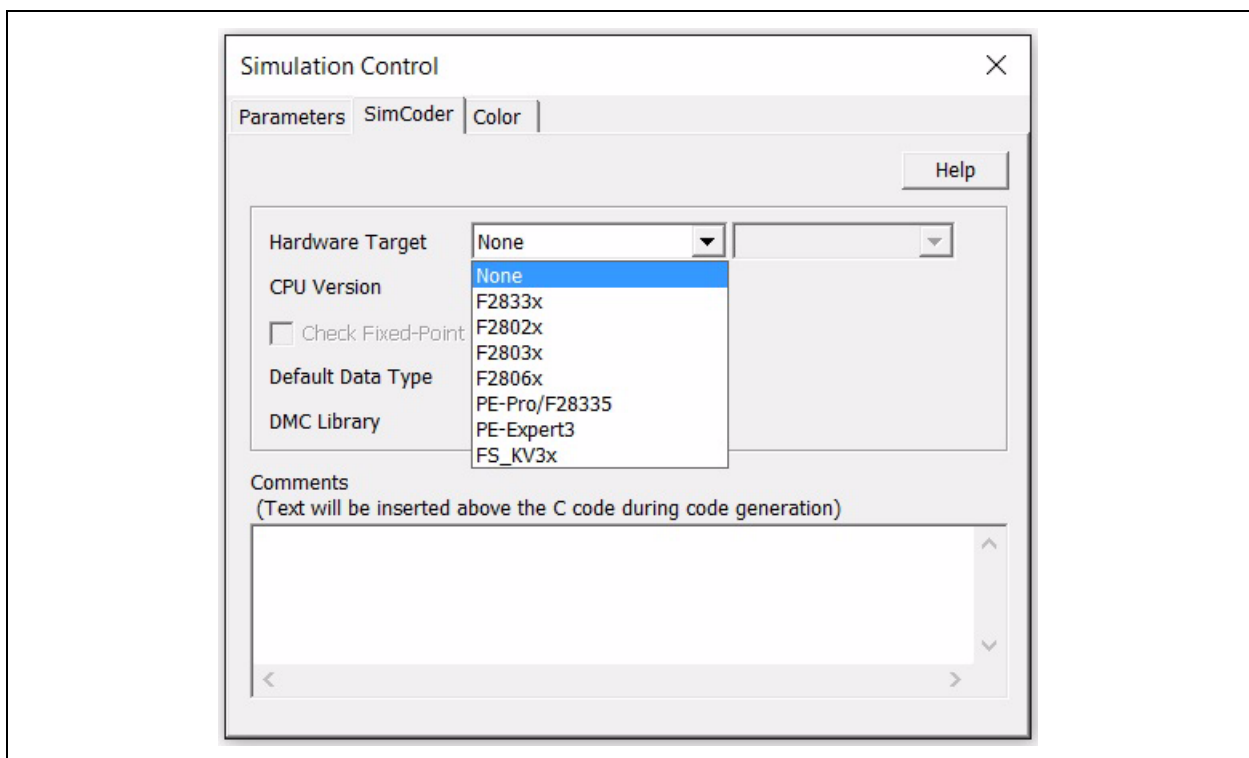 Simulation Control
Parameters SimCoder Color
Help
Hardware Target None
None
CPU Version
F2833x
F2802x
Check Fixed-Point
F2803x
Default Data Type
F2806x
PE-Pro/F28335
DMC Library
PE-Expert3
FS_KV3x
Comments
(Text will be inserted above the C code during code generation)